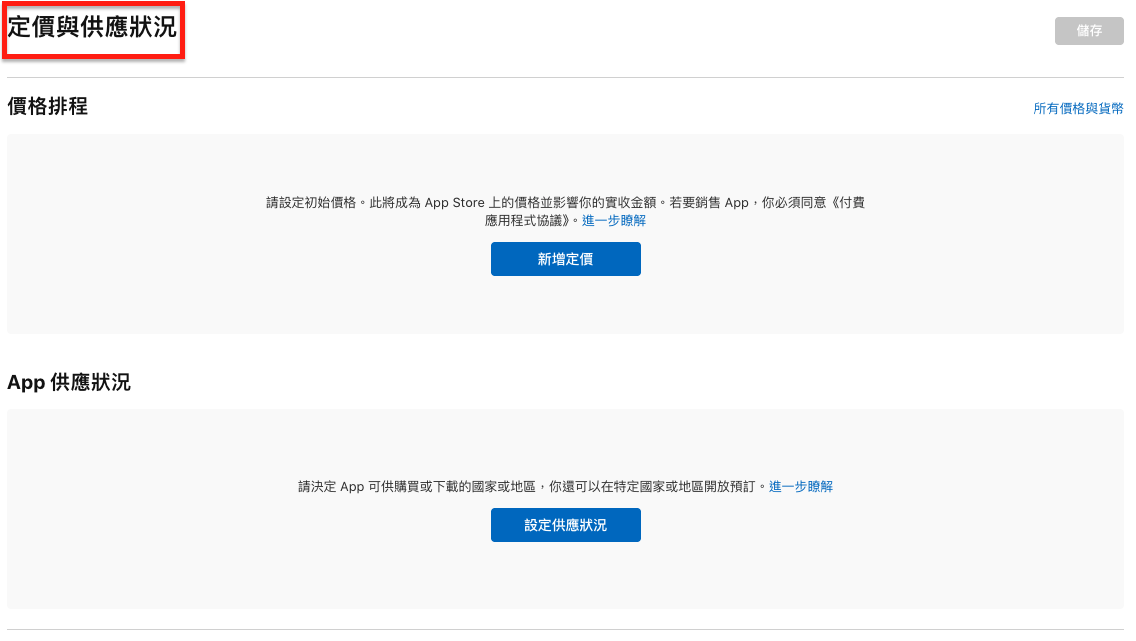 定價與供應狀況
儲存
價格排程
所有價格與貨幣
請設定初始價格。此將成為 App Store 上的價格並影響你的實收金額。若要銷售 App，你必須同意《付費
應用程式協議》。進一步瞭解
新增定價
App 供應狀況
請決定 App 可供購買或下載的國家或地區，你還可以在特定國家或地區開放預訂。進一步瞭解
設定供應狀況